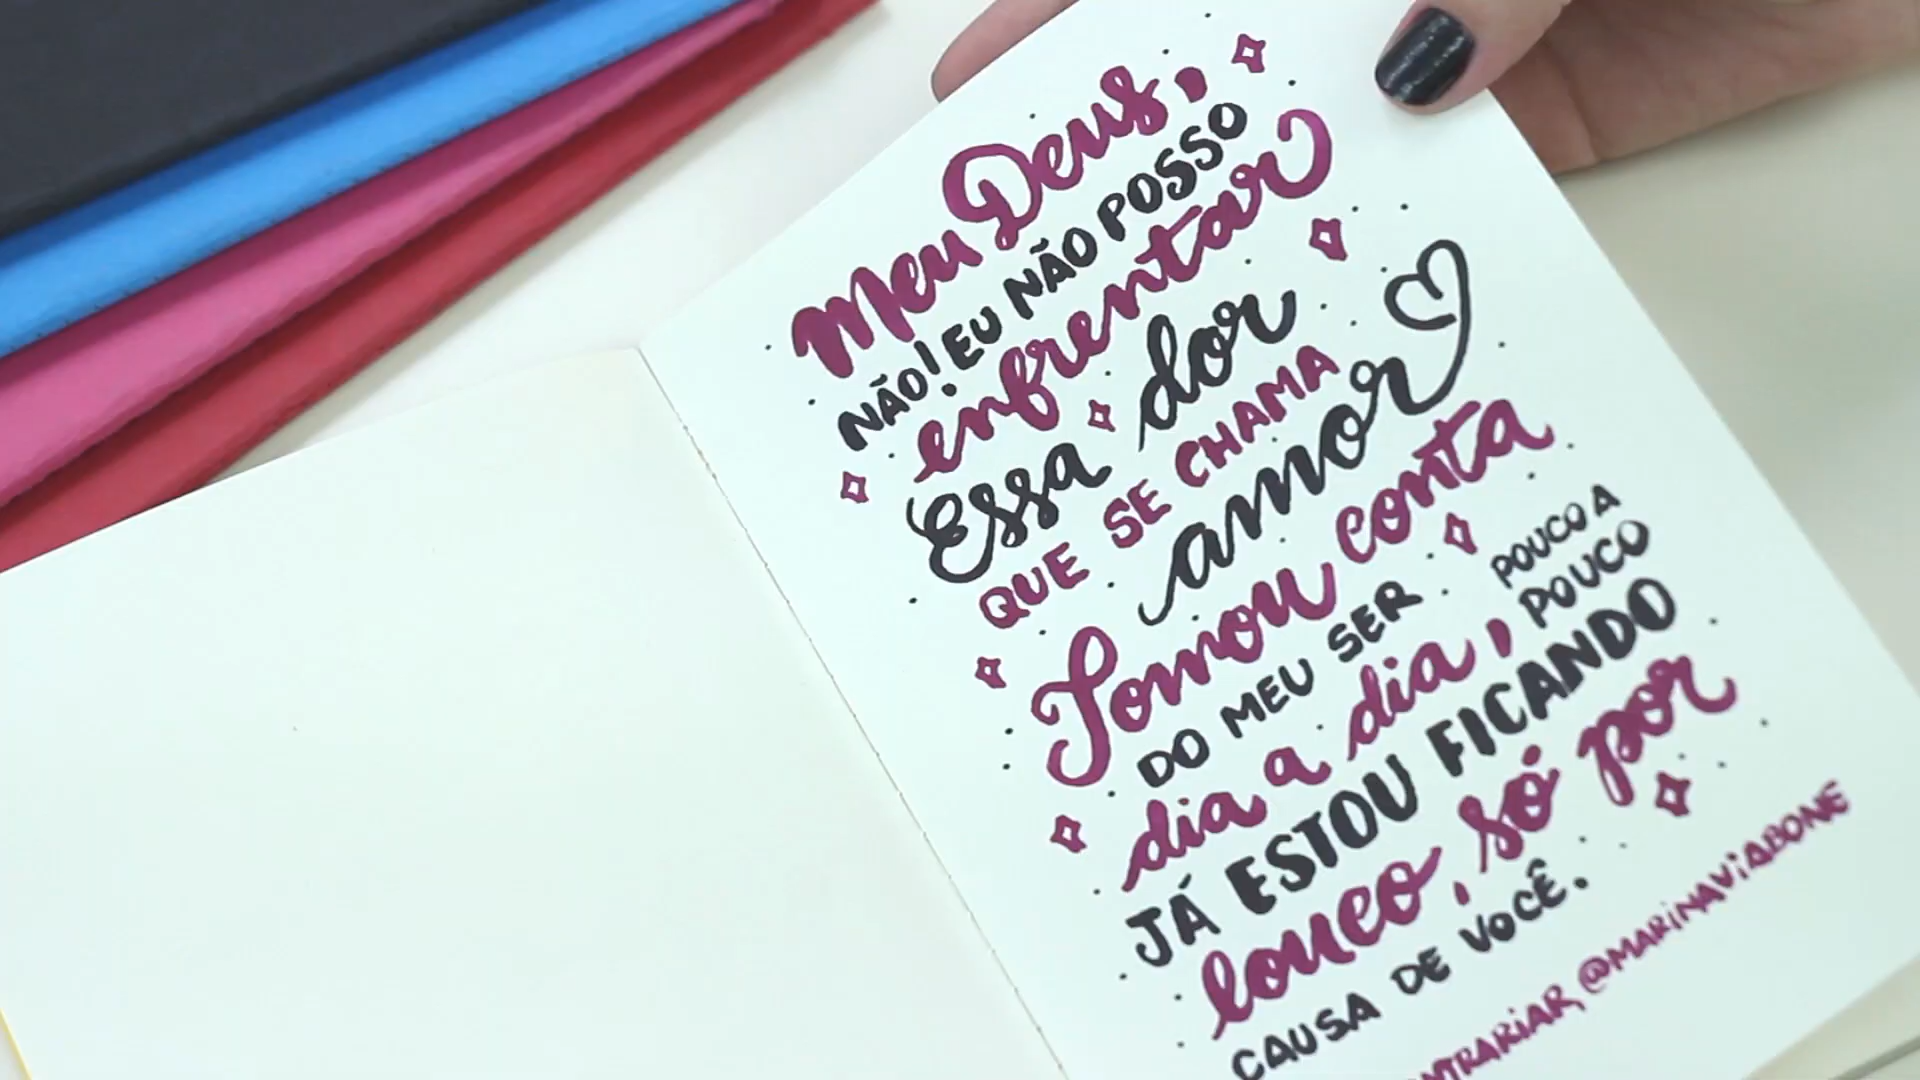 Meu Deus,
NÃO! EU NÃO POSSO
enfrentar
Essa dor
QUE SE CHAMA
amor
Tomou conta
DO MEU SER
dia a dia, POUCO A
POUCO
JÁ ESTOU FICANDO
louco, só por
CAUSA DE VOCÊ.
@MARINAVIABONE